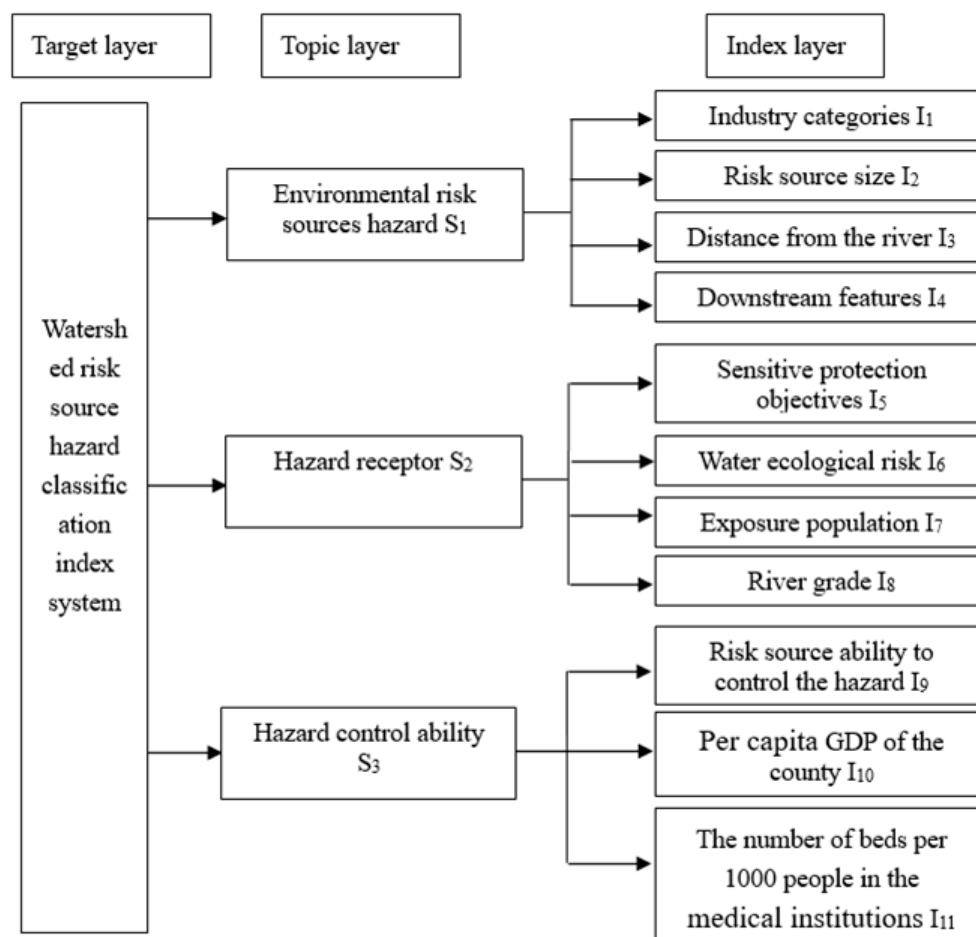 Target layer
Topic layer
Index layer
Watersh
ed risk
source
hazard
classific
ation
index
system
Environmental risk
sources hazard S1
Industry categories I1
Risk source size I2
Distance from the river I3
Downstream features I4
Hazard receptor S2
Sensitive protection
objectives I5
Water ecological risk I6
Exposure population I7
River grade I8
Hazard control ability
S3
Risk source ability to
control the hazard I9
Per capita GDP of the
county I10
The number of beds per
1000 people in the
medical institutions I11